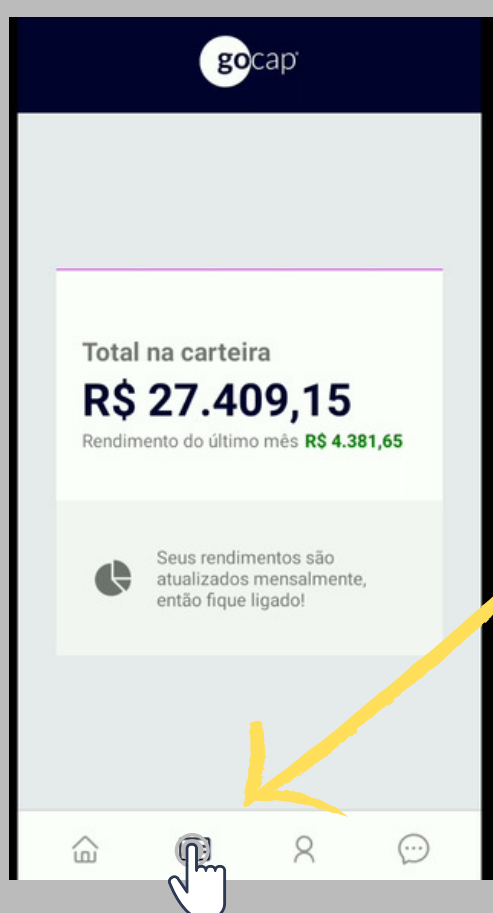 gocap
Total na carteira
R$ 27.409,15
Rendimento do último mês R$ 4.381,65
Seus rendimentos são
atualizados mensalmente,
então fique ligado!